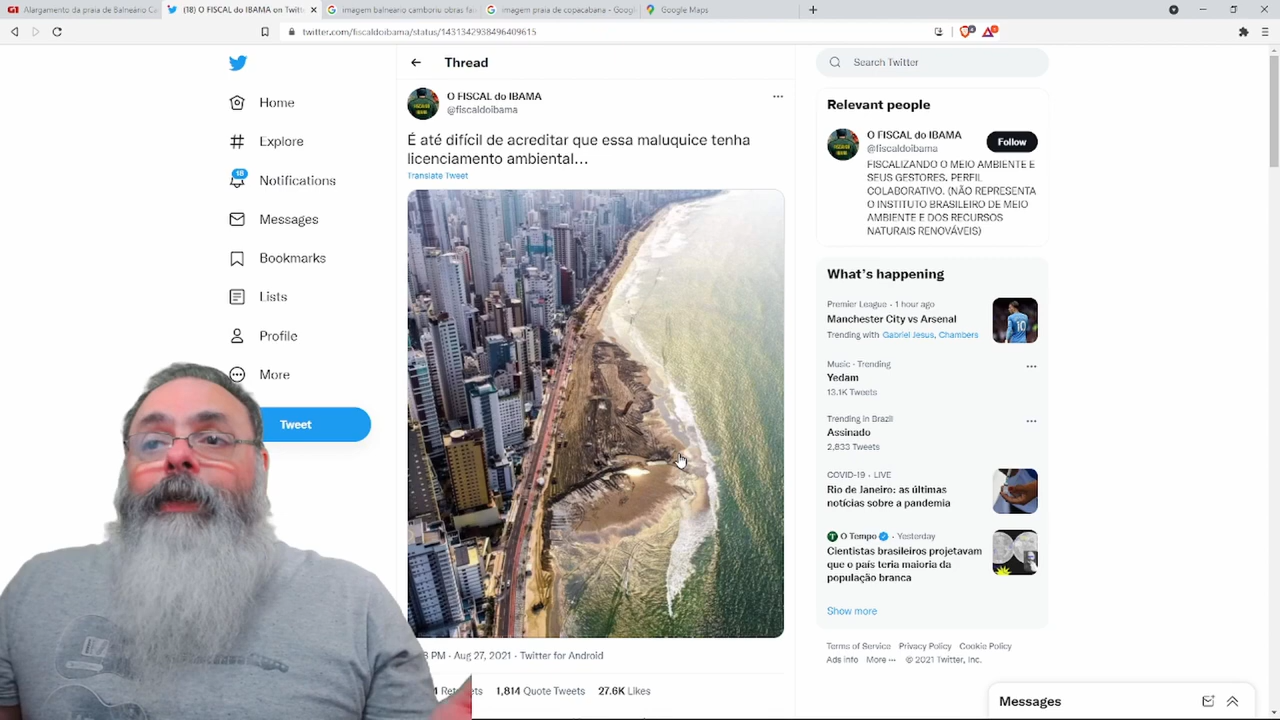 Alargamento da praia de Balneário Ca
(18) O FISCAL do IBAMA on Twitt
imagem balneario camboriu obras fai
imagem praia de copacabana - Googl
Google Maps
twitter.com/fiscaldoibama/status/1431342938496409615
Home
Explore
18
Notifications
Messages
Bookmarks
Lists
Profile
More
Tweet
Thread
O FISCAL do IBAMA
@fiscaldoibama
É até difícil de acreditar que essa maluquice tenha
licenciamento ambiental...
Translate Tweet
PM · Aug 27, 2021 · Twitter for Android
1,814 Quote Tweets 27.6K Likes
Search Twitter
Relevant people
O FISCAL do IBAMA
@fiscaldoibama
Follow
FISCALIZANDO O MEIO AMBIENTE E
SEUS GESTORES. PERFIL
COLABORATIVO. (NÃO REPRESENTA
O INSTITUTO BRASILEIRO DE MEIO
AMBIENTE E DOS RECURSOS
NATURAIS RENOVÁVEIS)
What's happening
Premier League · 1 hour ago
Manchester City vs Arsenal
Trending with Gabriel Jesus, Chambers
Music · Trending
Yedam
13.1K Tweets
Trending in Brazil
Assinado
2,833 Tweets
COVID-19 · LIVE
Rio de Janeiro: as últimas
notícias sobre a pandemia
O Tempo · Yesterday
Cientistas brasileiros projetavam
que o país teria maioria da
população branca
Show more
Terms of Service Privacy Policy Cookie Policy
Ads info More ··· © 2021 Twitter, Inc.
Messages